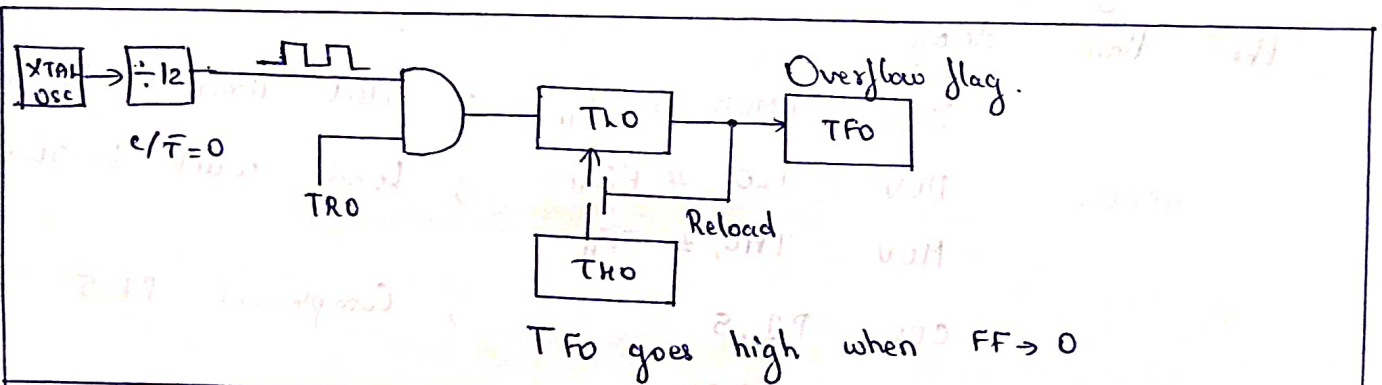 XTAL
OSC
÷12
C/T̅=0
TR0
TL0
Overflow flag.
TF0
Reload
TH0
TF0 goes high when FF→ 0